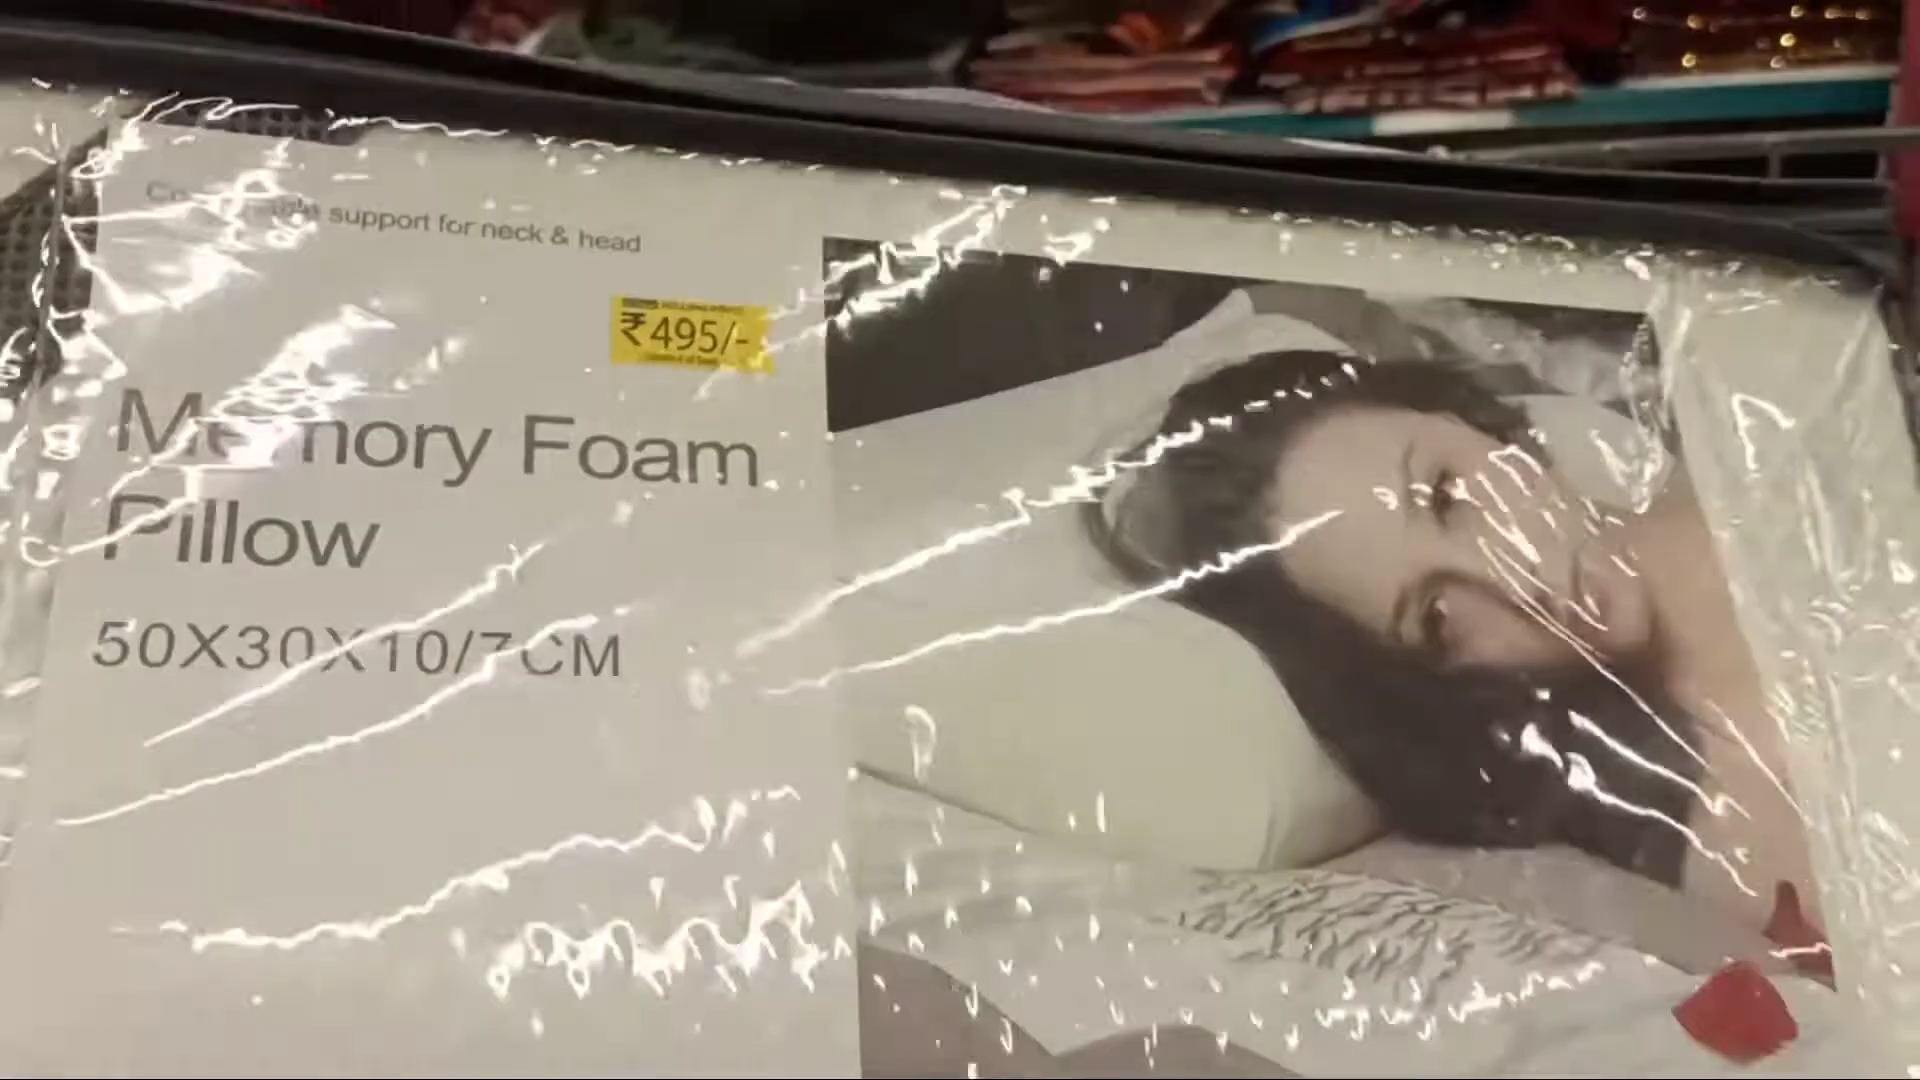 support for neck & head
₹495/-
Memory Foam
Pillow
50X30X10/7CM